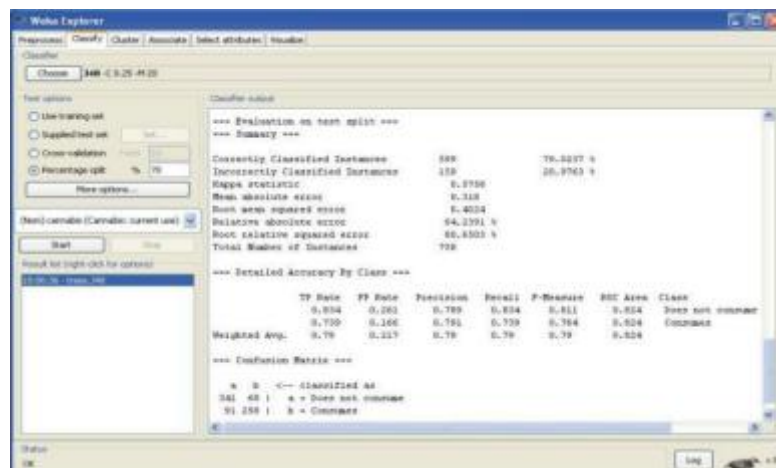 Weka Explorer
Preprocess Classify Cluster Associate Select attributes Visualize
Classifier
Choose J48 -C 0.25 -M 20
Test options
Use training set
Supplied test set Set...
Cross-validation Folds
Percentage split % 70
More options...
(Nom) cannabis (Cannabis: current use)
Start Stop
Result list (right-click for options)
Classifier output
=== Evaluation on test split ===
=== Summary ===
Correctly Classified Instances 79.0237 %
Incorrectly Classified Instances 20.9763 %
Kappa statistic
Mean absolute error 0.318
Root mean squared error 0.4024
Relative absolute error 64.2391 %
Root relative squared error 80.6503 %
Total Number of Instances
=== Detailed Accuracy By Class ===
TP Rate FP Rate Precision Recall F-Measure ROC Area Class
0.834 0.261 0.789 0.834 0.811 0.824 Does not consume
0.739 0.166 0.791 0.739 0.764 0.824 Consumes
Weighted Avg. 0.79 0.217 0.79 0.79 0.79 0.824
=== Confusion Matrix ===
a b <-- classified as
341 68 | a = Does not consume
91 258 | b = Consumes
Status
OK
Log